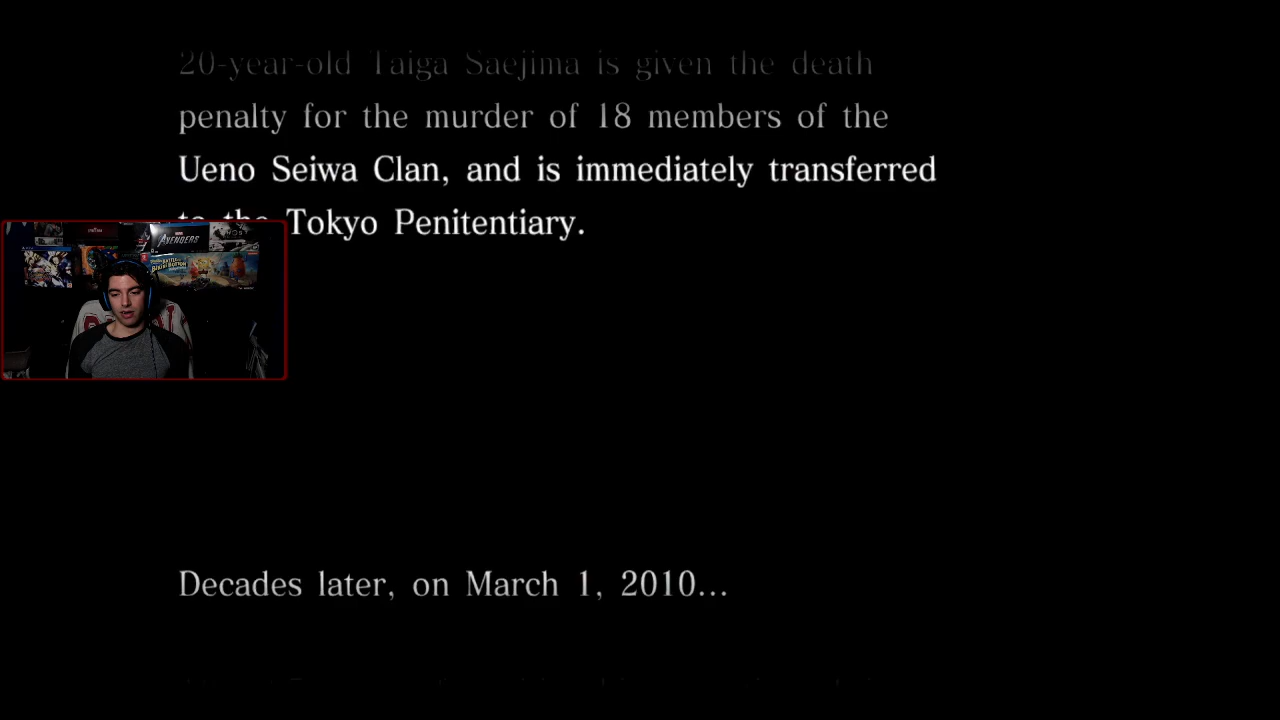 20-year-old Taiga Saejima is given the death
penalty for the murder of 18 members of the
Ueno Seiwa Clan, and is immediately transferred
to the Tokyo Penitentiary.
AVENGERS
Decades later, on March 1, 2010...